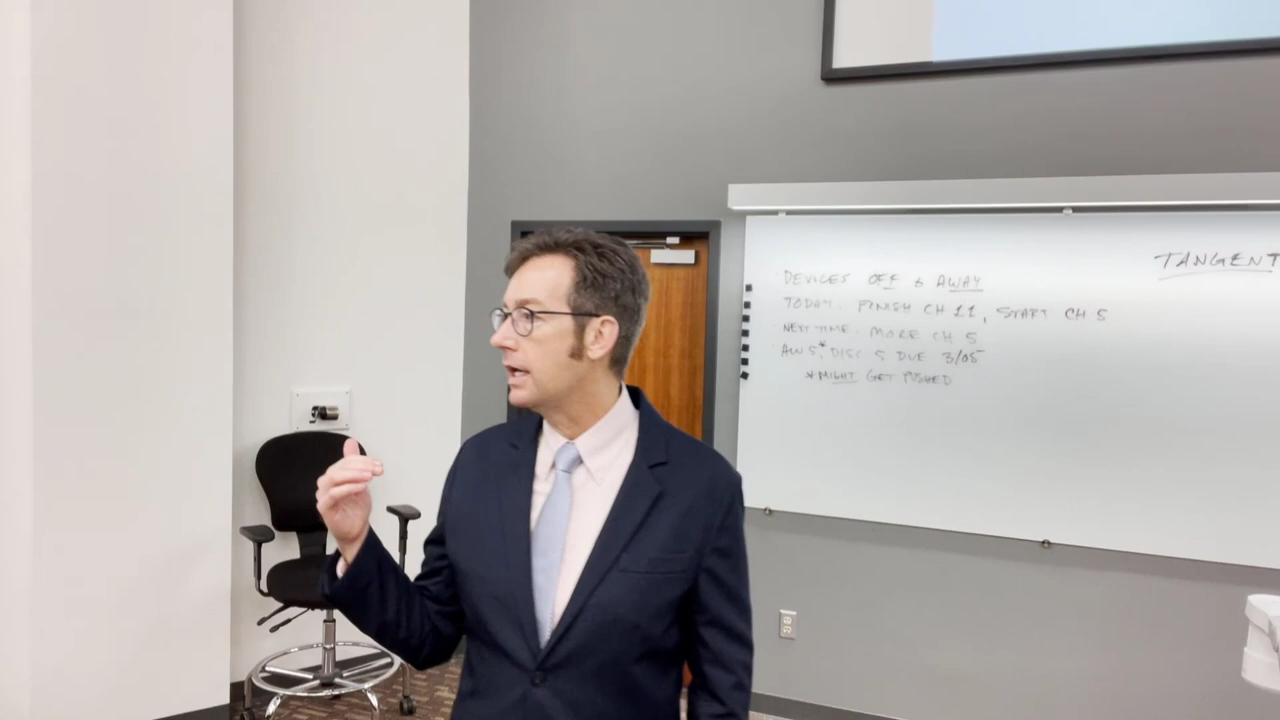 TANGENT
DEVICES OFF & AWAY
TODAY: FINISH CH 11, START CH 5
NEXT TIME: MORE CH 5
AW 5*, DISC 5 DUE 3/05
*MIGHT GET PUSHED